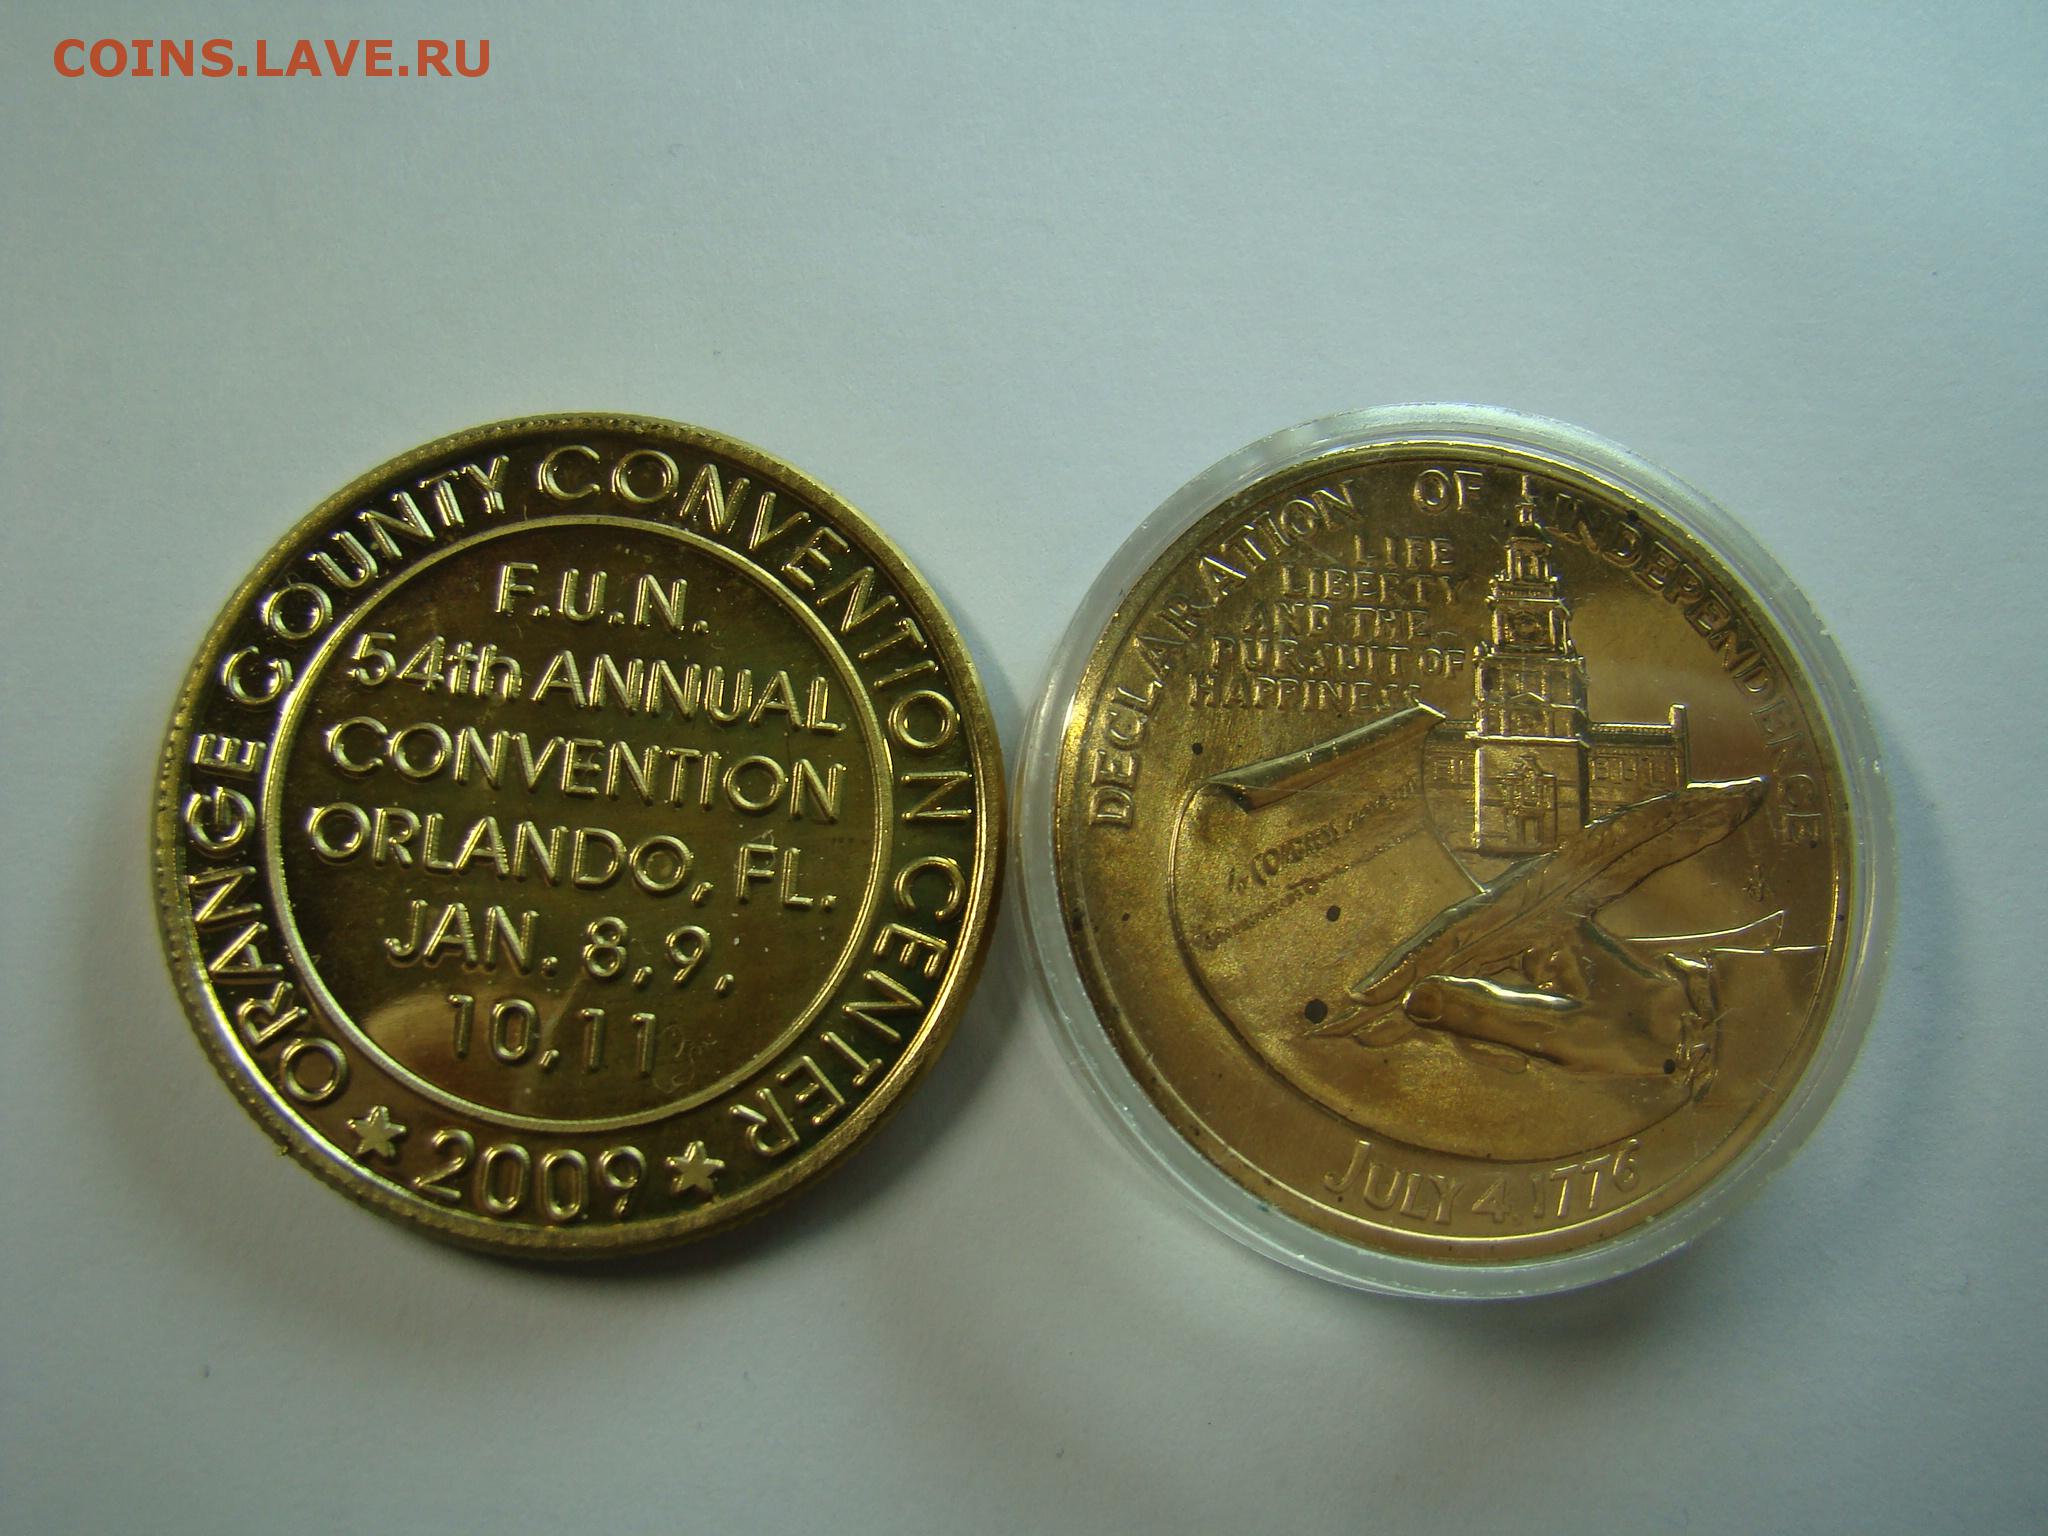 COINS.LAVE.RU
ORANGE COUNTY CONVENTION CENTER
F.U.N.
54th ANNUAL
CONVENTION
ORLANDO, FL.
JAN. 8,9,
10,11
★ 2009 ★
DECLARATION OF INDEPENDENCE
LIFE
LIBERTY
AND THE
PURSUIT OF
HAPPINESS
JULY 4, 1776